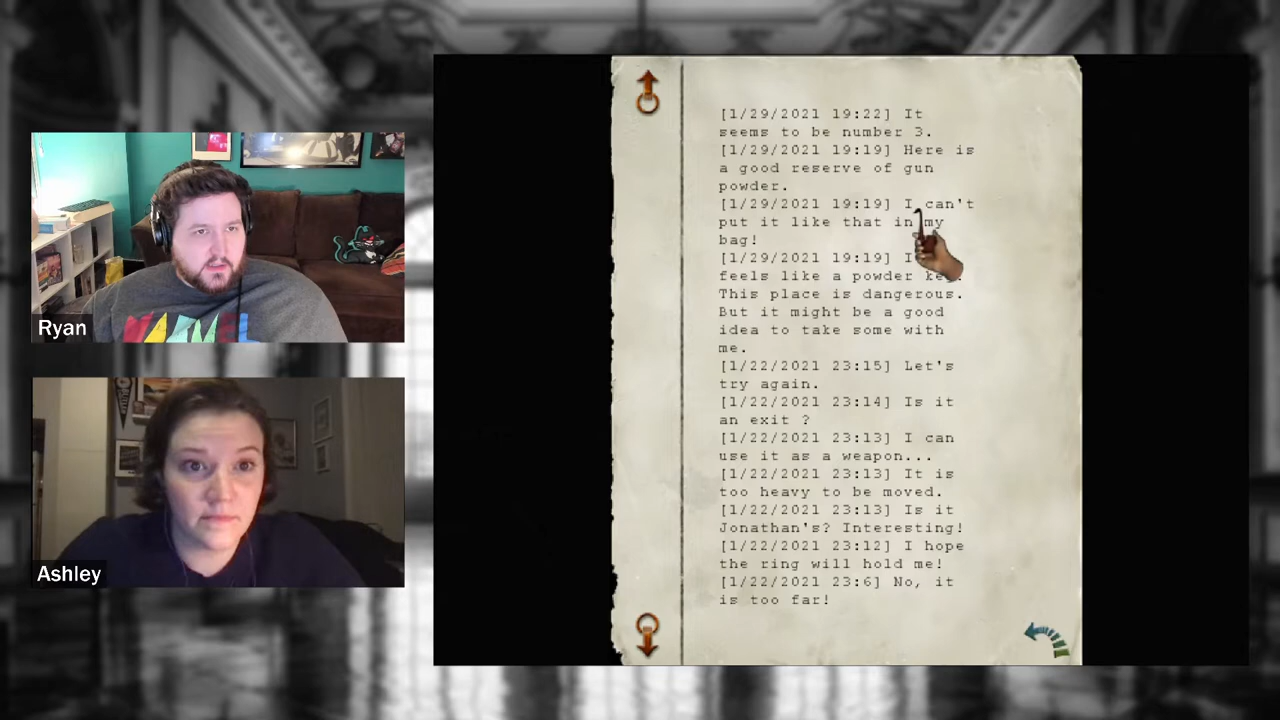 [1/29/2021 19:22] It
seems to be number 3.
[1/29/2021 19:19] Here is
a good reserve of gun
powder.
[1/29/2021 19:19] I can't
put it like that in my
bag!
[1/29/2021 19:19]
feels like a powder
This place is dangerous.
But it might be a good
idea to take some with
me.
[1/22/2021 23:15] Let's
try again.
[1/22/2021 23:14] Is it
an exit ?
[1/22/2021 23:13] I can
use it as a weapon...
[1/22/2021 23:13] It is
too heavy to be moved.
[1/22/2021 23:13] Is it
Jonathan's? Interesting!
[1/22/2021 23:12] I hope
the ring will hold me!
[1/22/2021 23:6] No, it
is too far!
Ryan
Ashley